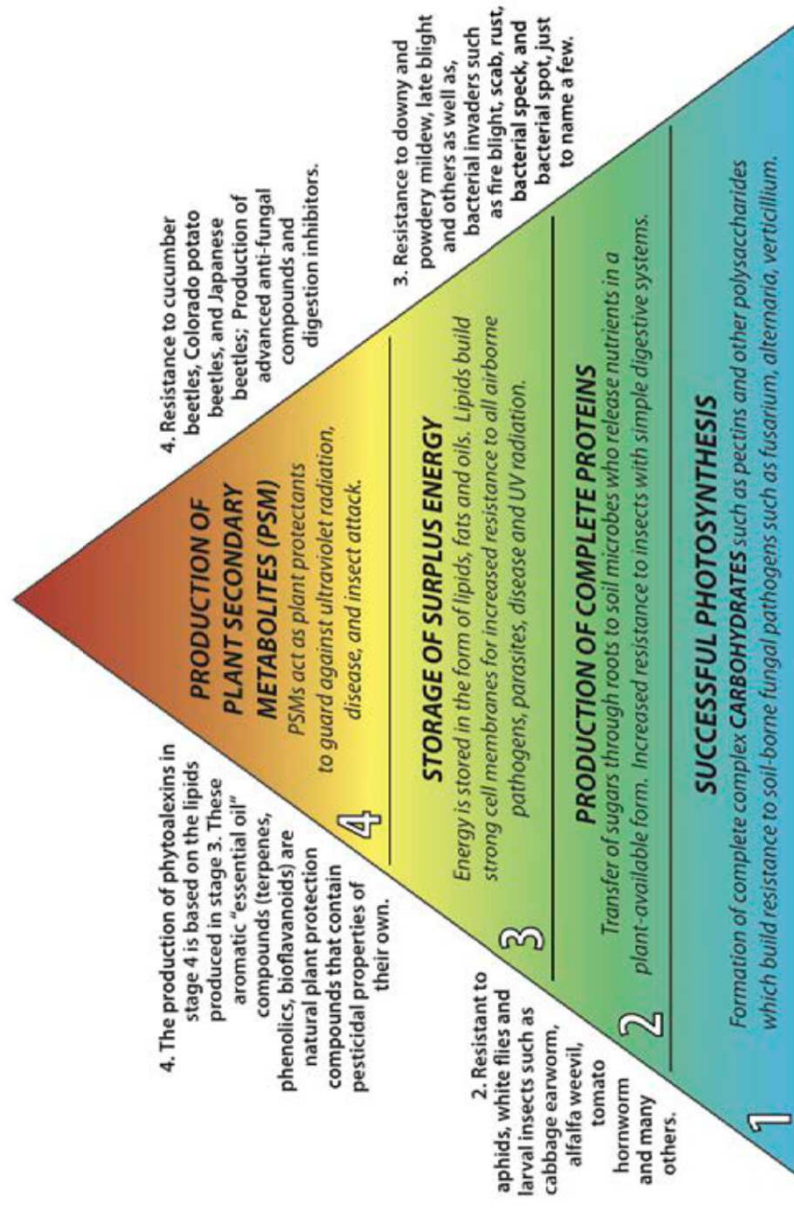 4. The production of phytoalexins in
stage 4 is based on the lipids
produced in stage 3. These
aromatic “essential oil”
compounds (terpenes,
phenolics, bioflavanoids) are
natural plant protection
compounds that contain
pesticidal properties of
their own.
4. Resistance to cucumber
beetles, Colorado potato
beetles, and Japanese
beetles; Production of
advanced anti-fungal
compounds and
digestion inhibitors.
PRODUCTION OF
PLANT SECONDARY
METABOLITES (PSM)
PSMs act as plant protectants
to guard against ultraviolet radiation,
disease, and insect attack.
4
3. Resistance to downy and
powdery mildew, late blight
and others as well as,
bacterial invaders such
as fire blight, scab, rust,
bacterial speck, and
bacterial spot, just
to name a few.
STORAGE OF SURPLUS ENERGY
Energy is stored in the form of lipids, fats and oils. Lipids build
strong cell membranes for increased resistance to all airborne
pathogens, parasites, disease and UV radiation.
3
2. Resistant to
aphids, white flies and
larval insects such as
cabbage earworm,
alfalfa weevil,
tomato
hornworm
and many
others.
PRODUCTION OF COMPLETE PROTEINS
Transfer of sugars through roots to soil microbes who release nutrients in a
plant-available form. Increased resistance to insects with simple digestive systems.
2
SUCCESSFUL PHOTOSYNTHESIS
Formation of complete complex CARBOHYDRATES such as pectins and other polysaccharides
which build resistance to soil-borne fungal pathogens such as fusarium, alternaria, verticillium.
1